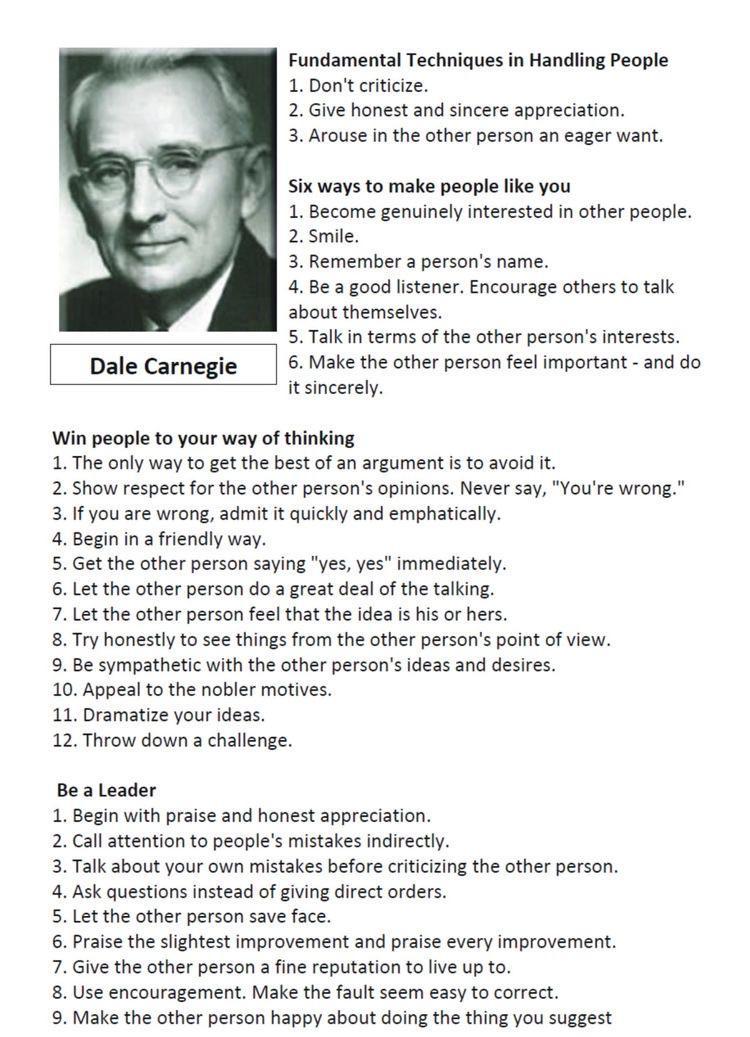 Fundamental Techniques in Handling People
1. Don't criticize.
2. Give honest and sincere appreciation.
3. Arouse in the other person an eager want.
Six ways to make people like you
1. Become genuinely interested in other people.
2. Smile.
3. Remember a person's name.
4. Be a good listener. Encourage others to talk
about themselves.
5. Talk in terms of the other person's interests.
6. Make the other person feel important - and do
it sincerely.
Dale Carnegie
Win people to your way of thinking
1. The only way to get the best of an argument is to avoid it.
2. Show respect for the other person's opinions. Never say, "You're wrong."
3. If you are wrong, admit it quickly and emphatically.
4. Begin in a friendly way.
5. Get the other person saying "yes, yes" immediately.
6. Let the other person do a great deal of the talking.
7. Let the other person feel that the idea is his or hers.
8. Try honestly to see things from the other person's point of view.
9. Be sympathetic with the other person's ideas and desires.
10. Appeal to the nobler motives.
11. Dramatize your ideas.
12. Throw down a challenge.
Be a Leader
1. Begin with praise and honest appreciation.
2. Call attention to people's mistakes indirectly.
3. Talk about your own mistakes before criticizing the other person.
4. Ask questions instead of giving direct orders.
5. Let the other person save face.
6. Praise the slightest improvement and praise every improvement.
7. Give the other person a fine reputation to live up to.
8. Use encouragement. Make the fault seem easy to correct.
9. Make the other person happy about doing the thing you suggest